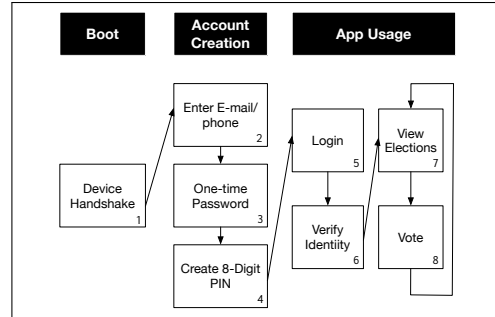 Boot
Account
Creation
App Usage
Device
Handshake
1
Enter E-mail/
phone
2
One-time
Password
3
Create 8-Digit
PIN
4
Login
5
Verify
Identiity
6
View
Elections
7
Vote
8